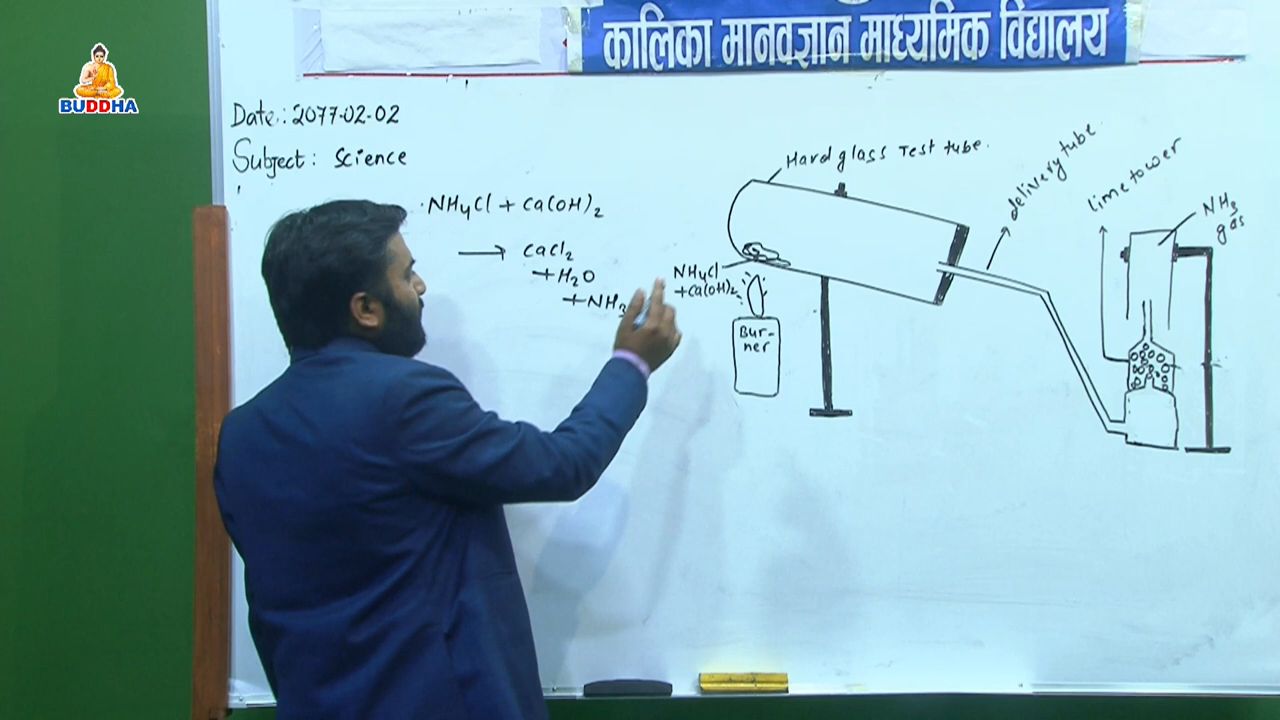 कालिका मानवज्ञान माध्यमिक विद्यालय
BUDDHA
Date: 2077-02-02
Subject: Science
NH4Cl + Ca(OH)2
→ CaCl2
+ H2O
+ NH3
Hard glass Test tube.
delivery tube.
lime tower
NH3
gas
NH4Cl
+Ca(OH)2
Bur-
ner